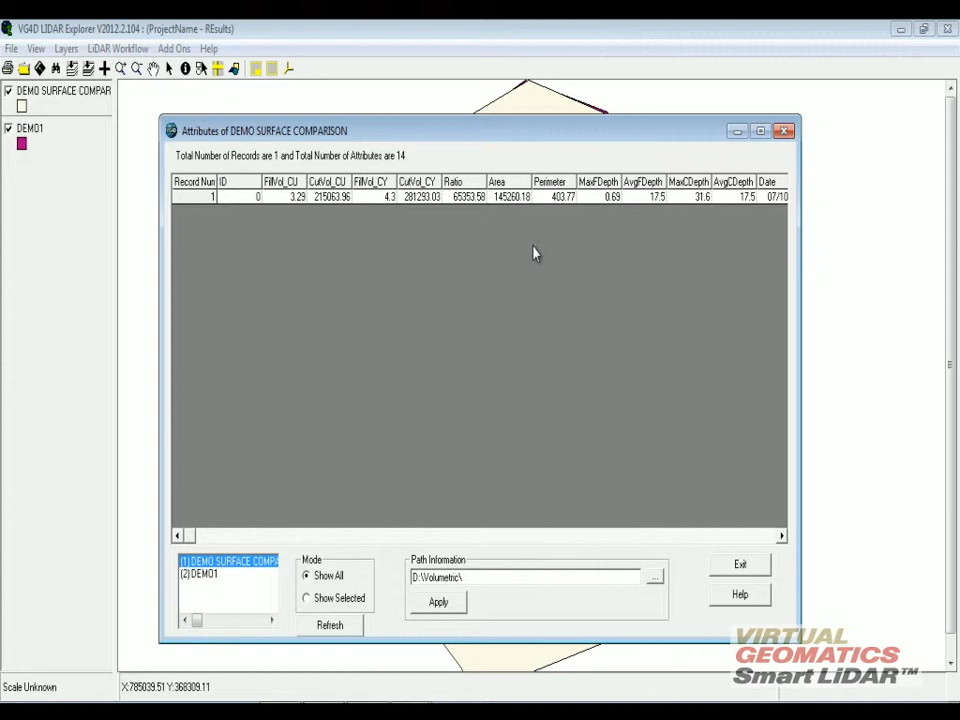 VG4D LIDAR Explorer V2012.2.104 : (ProjectName - REsults)
File View Layers LiDAR Workflow Add Ons Help
DEMO SURFACE COMPAR
DEMO1
Attributes of DEMO SURFACE COMPARISON
Total Number of Records are 1 and Total Number of Attributes are 14
Record Num ID FillVol_CU CutVol_CU FillVol_CY CutVol_CY Ratio Area Perimeter MaxFDepth AvgFDepth MaxCDepth AvgCDepth Date
1 0 3.29 215063.96 4.3 281293.03 65353.58 145260.18 403.77 0.69 17.5 31.6 17.5 07/10
(1)DEMO SURFACE COMPA
(2)DEMO1
Mode
Show All
Show Selected
Refresh
Path Information
D:\Volumetric\
...
Apply
Exit
Help
VIRTUAL
GEOMATICS
Smart LiDAR™
Scale Unknown
X:785039.51 Y:368309.11